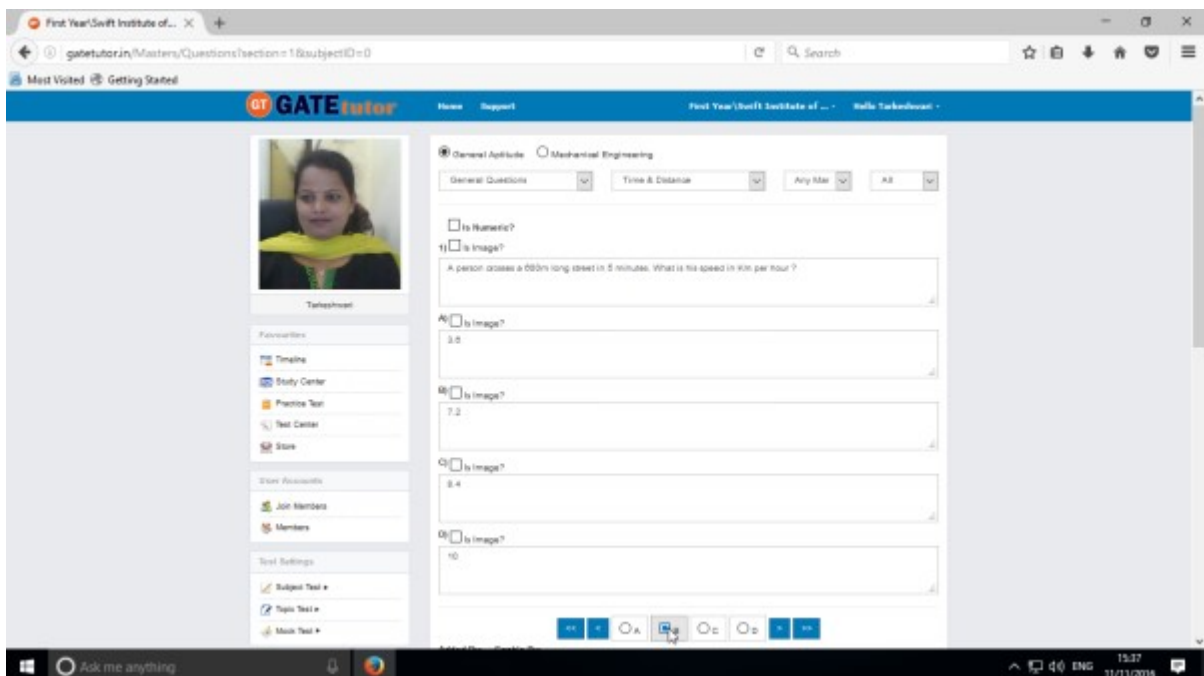 First Year\Swift Institute of...
gatetutor.in/Masters/Questions?section=1&subjectID=0
Search
Most Visited Getting Started
GT GATEtutor
Home Support First Year\Swift Institute of ... Hello Tarkeshwari
General Aptitude Mechanical Engineering
General Questions Time & Distance Any Mar All
Is Numeric?
1) Is Image?
A person crosses a 600m long street in 5 minutes. What is his speed in Km per hour ?
Tarkeshwari
A) Is Image?
3.6
Favourites
Timeline
Study Center
Practice Test
Test Center
Store
B) Is Image?
7.2
C) Is Image?
8.4
User Accounts
Join Members
Members
D) Is Image?
10
Test Settings
Subject Test
Topic Test
Mock Test
<< < A B C D > >>
Ask me anything
ENG
15:37
11/11/2016